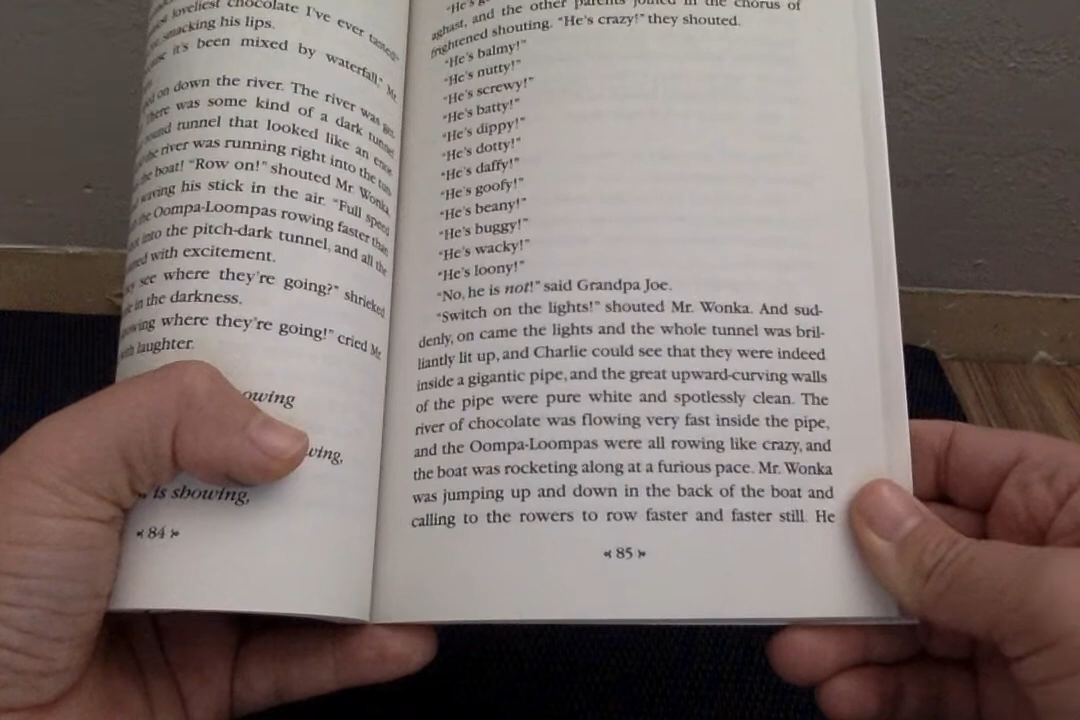 loveliest chocolate I've ever tasted!"
smacking his lips.
it's been mixed by waterfall," Mr.
on down the river. The river was
There was some kind of a dark tunnel
round tunnel that looked like an
the river was running right into the
the boat! "Row on!" shouted Mr. Wonka,
waving his stick in the air. "Full speed
the Oompa-Loompas rowing faster than
into the pitch-dark tunnel, and all the
with excitement.
see where they're going?" shrieked
in the darkness.
knowing where they're going!" cried Mr.
with laughter.
owing
wing,
is showing,
84
"He's
aghast, and the other parents joined in the chorus of
frightened shouting. "He's crazy!" they shouted.
"He's balmy!"
"He's nutty!"
"He's screwy!"
"He's batty!"
"He's dippy!"
"He's dotty!"
"He's daffy!"
"He's goofy!"
"He's beany!"
"He's buggy!"
"He's wacky!"
"He's loony!"
"No, he is not!" said Grandpa Joe.
"Switch on the lights!" shouted Mr. Wonka. And sud-
denly, on came the lights and the whole tunnel was bril-
liantly lit up, and Charlie could see that they were indeed
inside a gigantic pipe, and the great upward-curving walls
of the pipe were pure white and spotlessly clean. The
river of chocolate was flowing very fast inside the pipe,
and the Oompa-Loompas were all rowing like crazy, and
the boat was rocketing along at a furious pace. Mr. Wonka
was jumping up and down in the back of the boat and
calling to the rowers to row faster and faster still. He
85